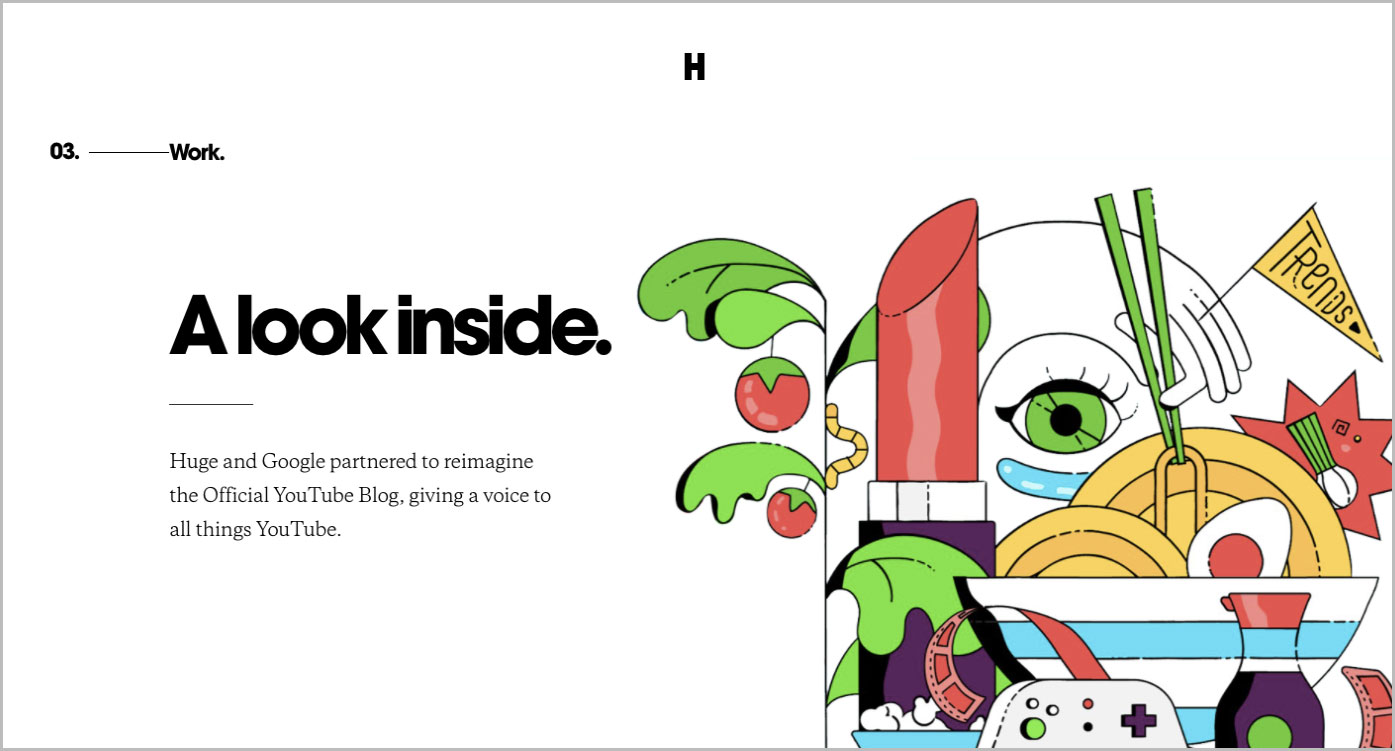 H
03.
Work.
A look inside.
Huge and Google partnered to reimagine
the Official YouTube Blog, giving a voice to
all things YouTube.
TRENDS